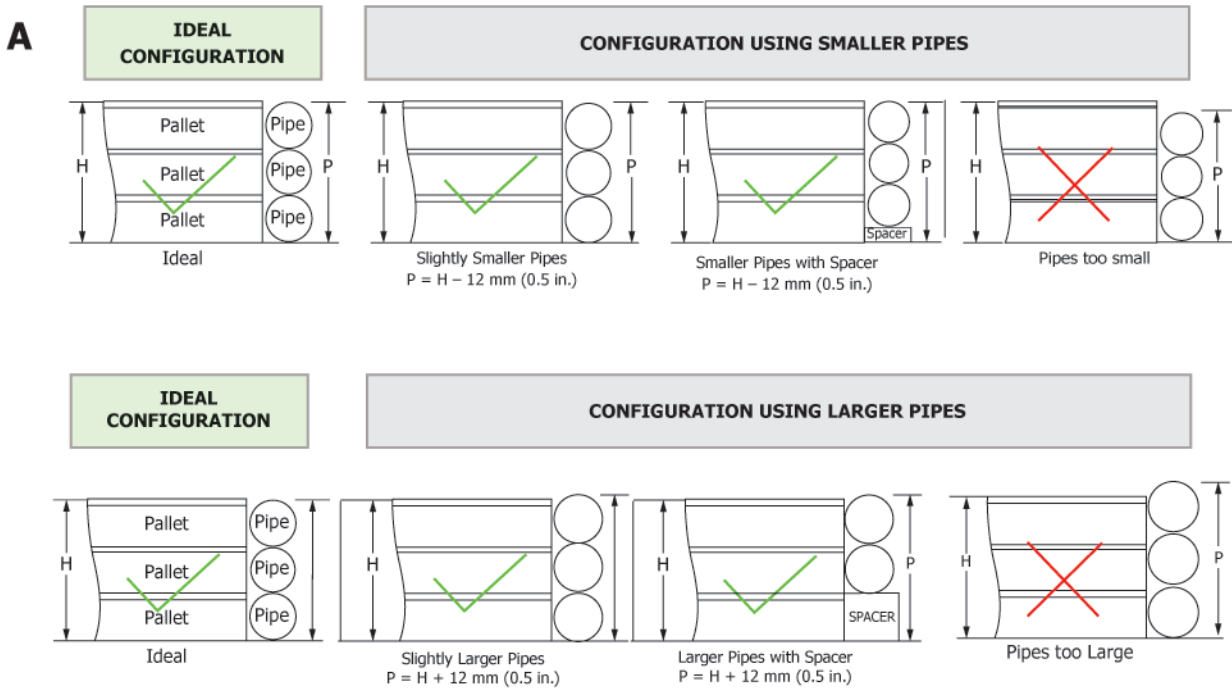 A
IDEAL
CONFIGURATION
CONFIGURATION USING SMALLER PIPES
H
Pallet
Pallet
Pallet
Pipe
Pipe
Pipe
P
Ideal
H
P
Slightly Smaller Pipes
P = H – 12 mm (0.5 in.)
H
Spacer
P
Smaller Pipes with Spacer
P = H – 12 mm (0.5 in.)
H
P
Pipes too small
IDEAL
CONFIGURATION
CONFIGURATION USING LARGER PIPES
H
Pallet
Pallet
Pallet
Pipe
Pipe
Pipe
Ideal
H
Slightly Larger Pipes
P = H + 12 mm (0.5 in.)
H
SPACER
P
Larger Pipes with Spacer
P = H + 12 mm (0.5 in.)
H
P
Pipes too Large